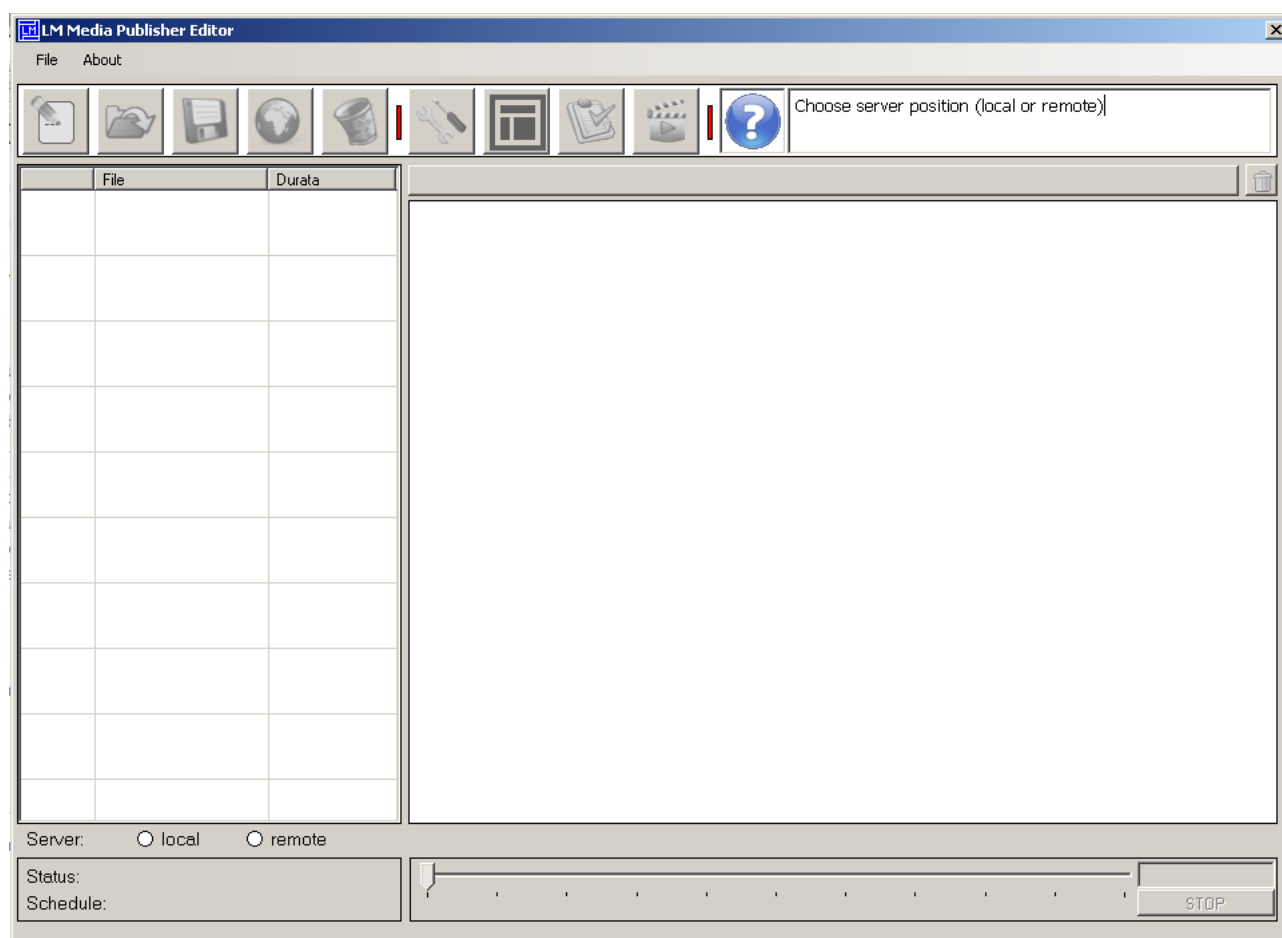 LM LM Media Publisher Editor
File About
Choose server position (local or remote)
File Durata
Server: local remote
Status:
Schedule:
STOP